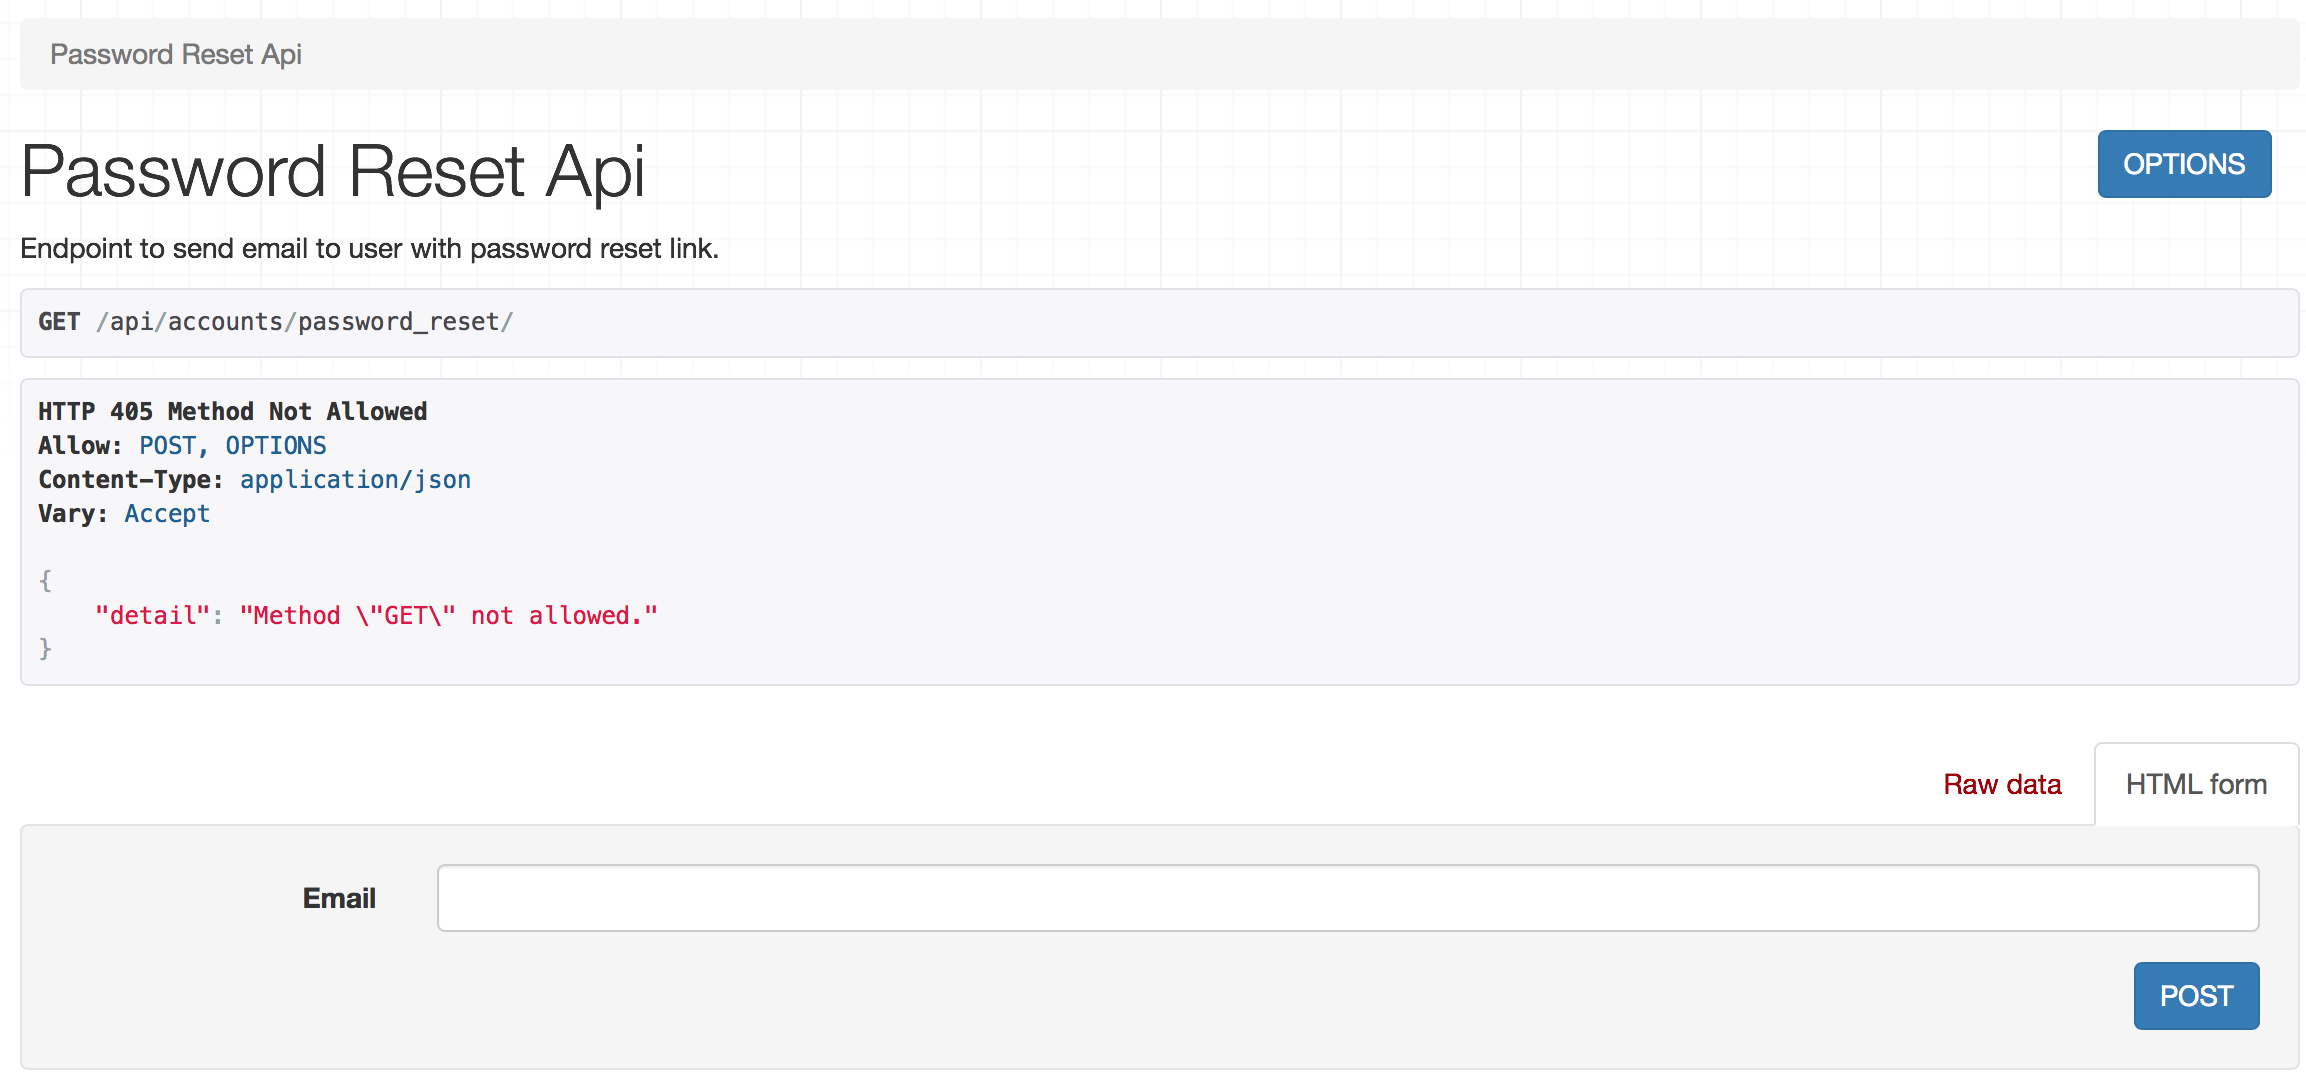 Password Reset Api
Password Reset Api
OPTIONS
Endpoint to send email to user with password reset link.
GET /api/accounts/password_reset/
HTTP 405 Method Not Allowed
Allow: POST, OPTIONS
Content-Type: application/json
Vary: Accept
{
    "detail": "Method \"GET\" not allowed."
}
Raw data
HTML form
Email
POST